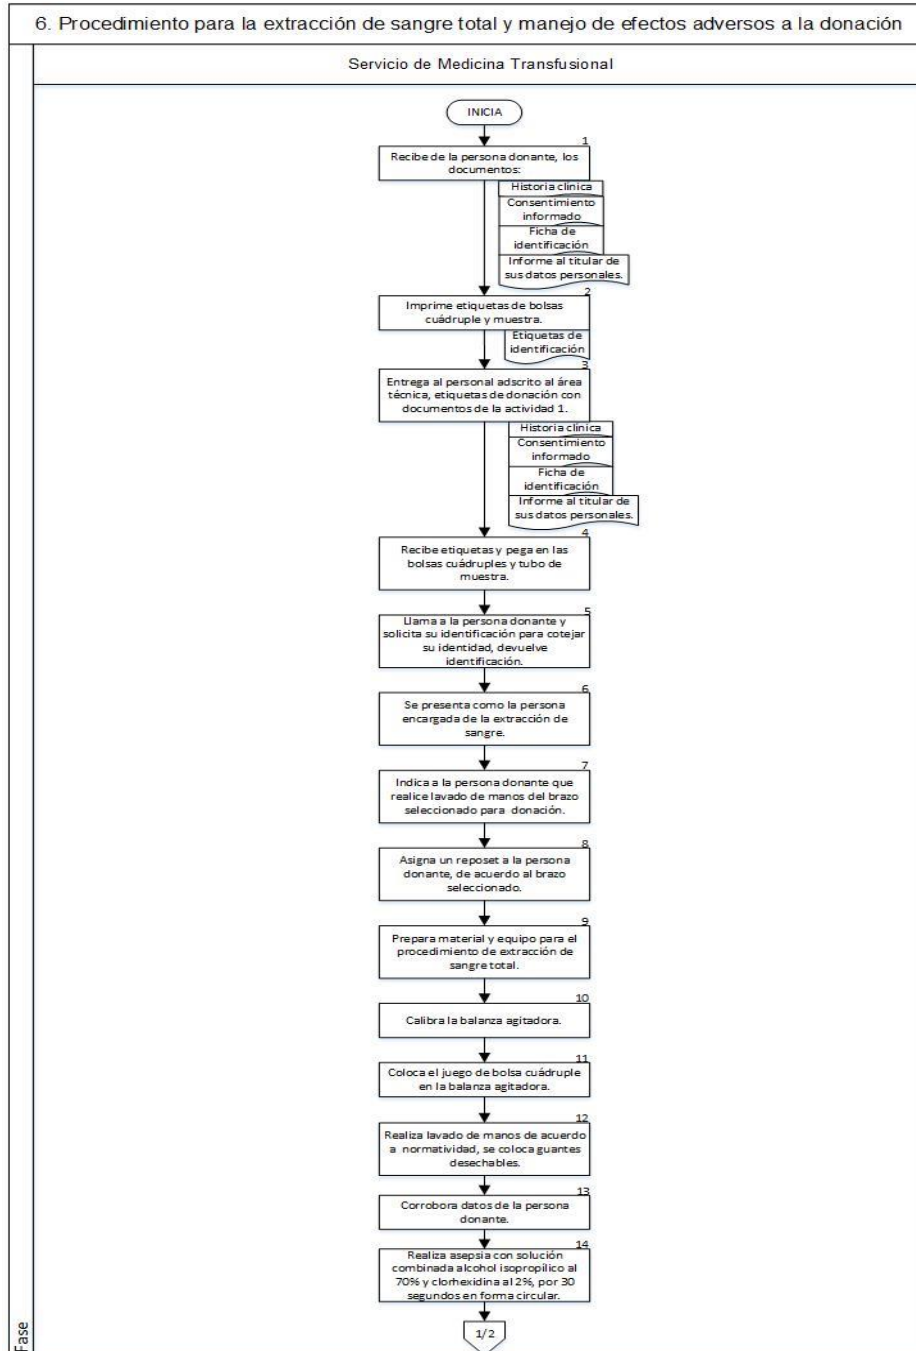 6. Procedimiento para la extracción de sangre total y manejo de efectos adversos a la donación
Servicio de Medicina Transfusional
INICIA
1
Recibe de la persona donante, los
documentos:
Historia clínica
Consentimiento
informado
Ficha de
identificación
Informe al titular de
sus datos personales.
2
Imprime etiquetas de bolsas
cuádruple y muestra.
Etiquetas de
identificación
3
Entrega al personal adscrito al área
técnica, etiquetas de donación con
documentos de la actividad 1.
Historia clínica
Consentimiento
informado
Ficha de
identificación
Informe al titular de
sus datos personales.
4
Recibe etiquetas y pega en las
bolsas cuádruples y tubo de
muestra.
5
Llama a la persona donante y
solicita su identificación para cotejar
su identidad, devuelve
identificación.
6
Se presenta como la persona
encargada de la extracción de
sangre.
7
Indica a la persona donante que
realice lavado de manos del brazo
seleccionado para donación.
8
Asigna un reposet a la persona
donante, de acuerdo al brazo
seleccionado.
9
Prepara material y equipo para el
procedimiento de extracción de
sangre total.
10
Calibra la balanza agitadora.
11
Coloca el juego de bolsa cuádruple
en la balanza agitadora.
12
Realiza lavado de manos de acuerdo
a normatividad, se coloca guantes
desechables.
13
Corrobora datos de la persona
donante.
14
Realiza asepsia con solución
combinada alcohol isopropílico al
70% y clorhexidina al 2%, por 30
segundos en forma circular.
1/2
Fase